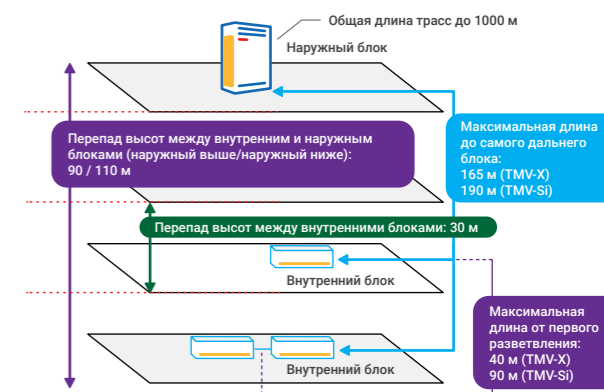 Общая длина трасс до 1000 м
Наружный блок
Перепад высот между внутренним и наружным
блоками (наружный выше/наружный ниже):
90 / 110 м
Максимальная длина
до самого дальнего
блока:
165 м (TMV-X)
190 м (TMV-Si)
Перепад высот между внутренними блоками: 30 м
Внутренний блок
Максимальная
длина от первого
разветвления:
40 м (TMV-X)
90 м (TMV-Si)
Внутренний блок